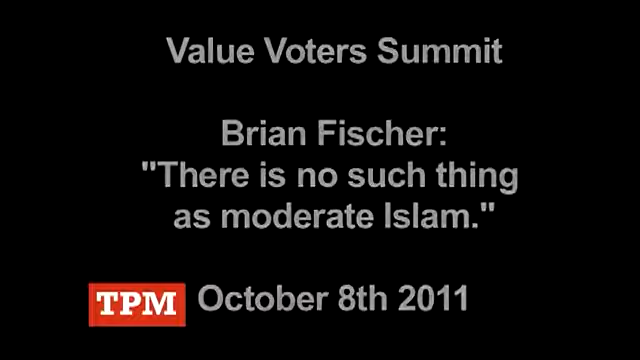 Value Voters Summit
Brian Fischer:
"There is no such thing
as moderate Islam."
TPM October 8th 2011